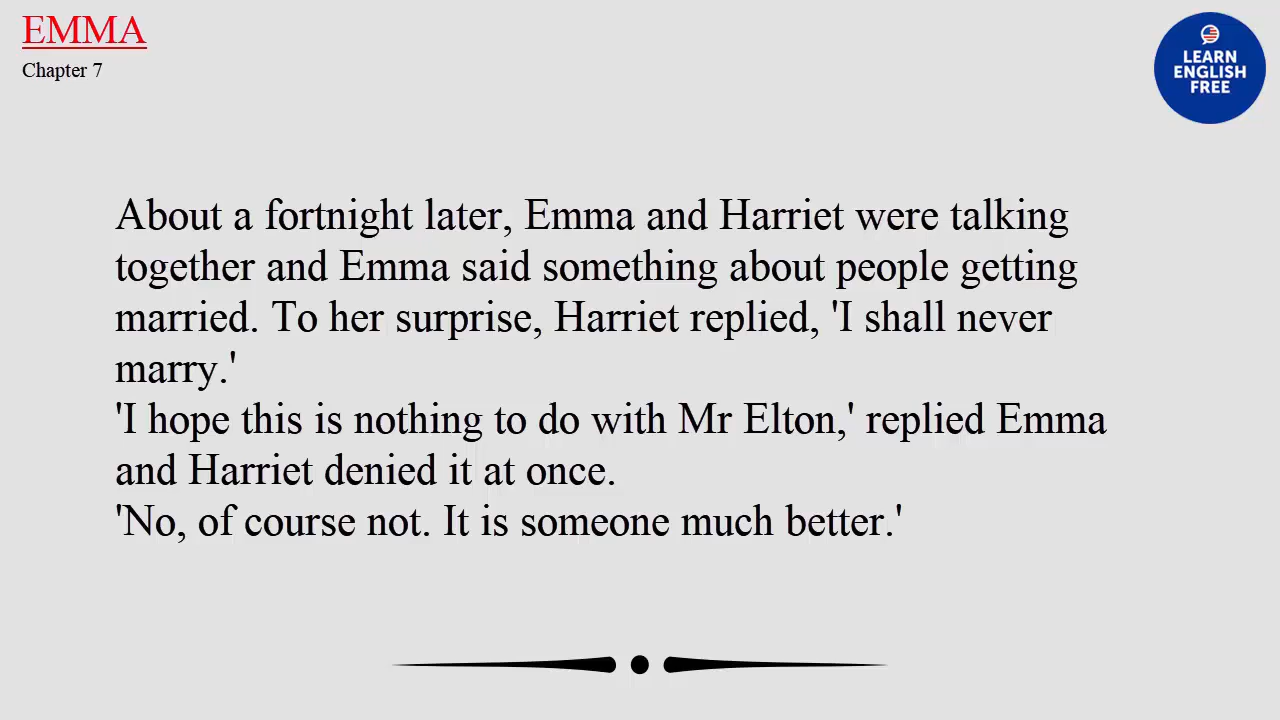 EMMA
Chapter 7
LEARN
ENGLISH
FREE
About a fortnight later, Emma and Harriet were talking
together and Emma said something about people getting
married. To her surprise, Harriet replied, 'I shall never
marry.'
'I hope this is nothing to do with Mr Elton,' replied Emma
and Harriet denied it at once.
'No, of course not. It is someone much better.'